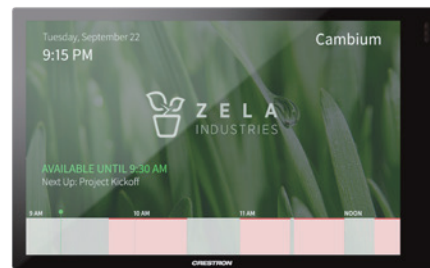 Tuesday, September 22
9:15 PM
Cambium
ZELA
INDUSTRIES
AVAILABLE UNTIL 9:30 AM
Next Up: Project Kickoff
9 AM
10 AM
11 AM
NOON
CRESTRON